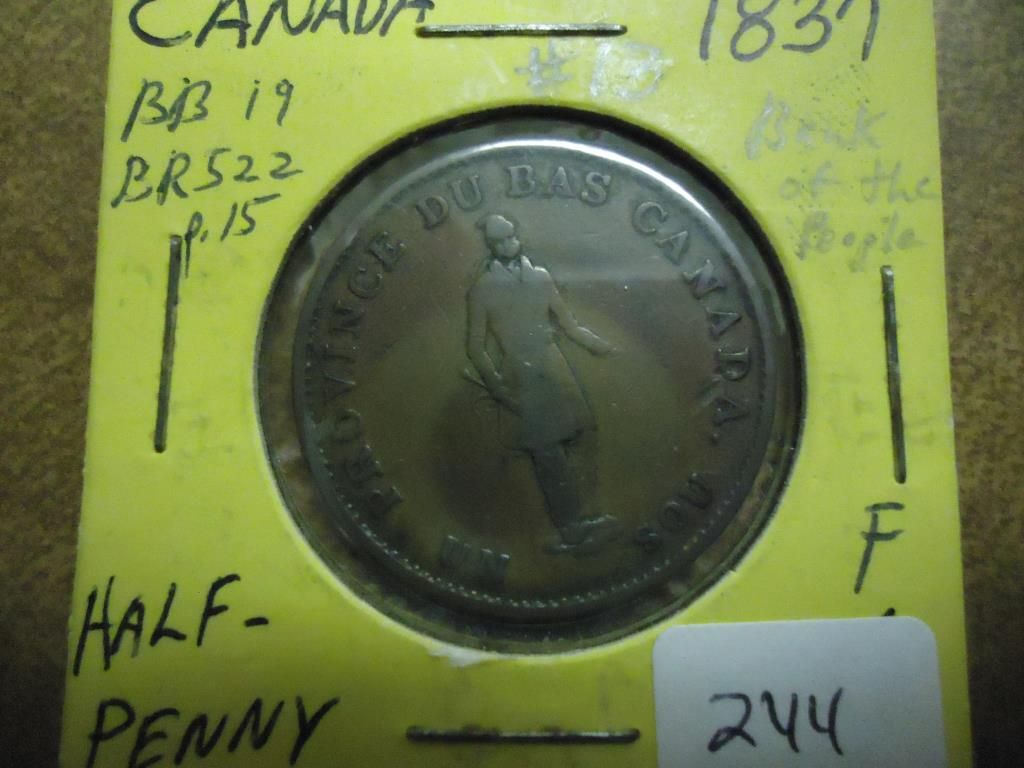 CANADA 1837
#10
BB 19
BR522
p. 15
Bank
of the
People
PROVINCE DU BAS CANADA.
UN SOU
F
HALF-
PENNY
244